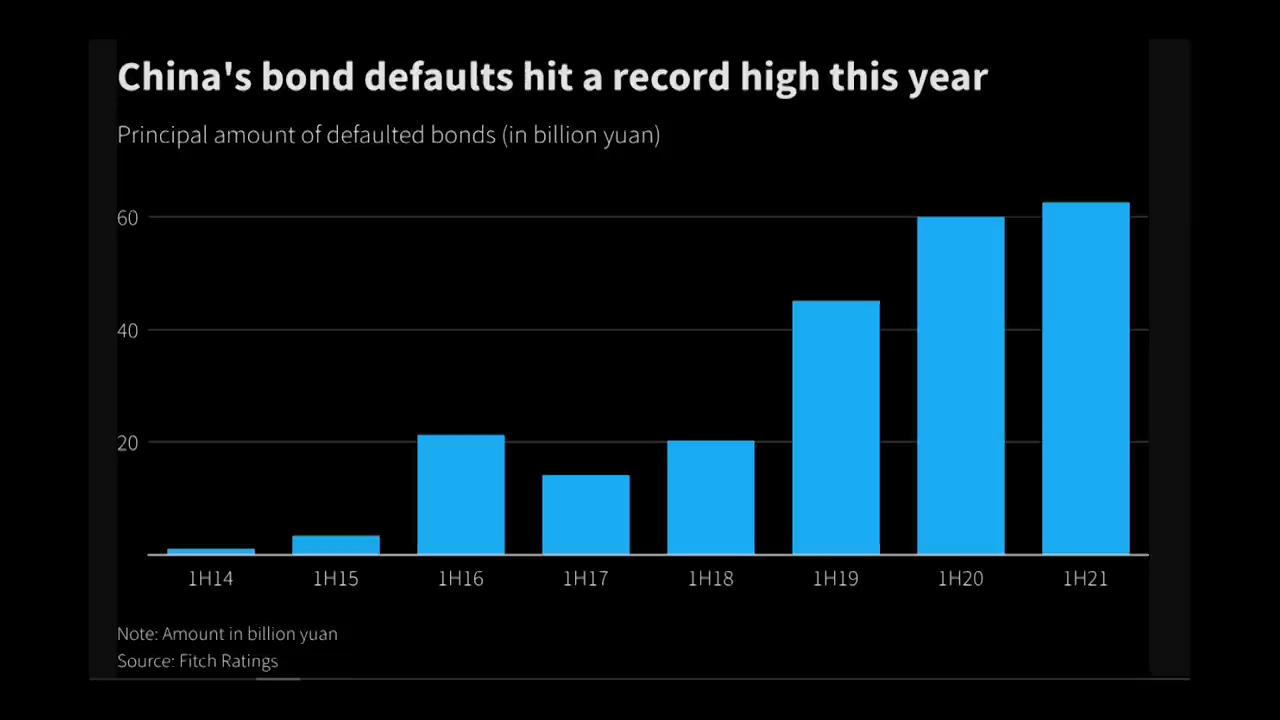 China's bond defaults hit a record high this year
Principal amount of defaulted bonds (in billion yuan)
60
40
20
1H14 1H15 1H16 1H17 1H18 1H19 1H20 1H21
Note: Amount in billion yuan
Source: Fitch Ratings